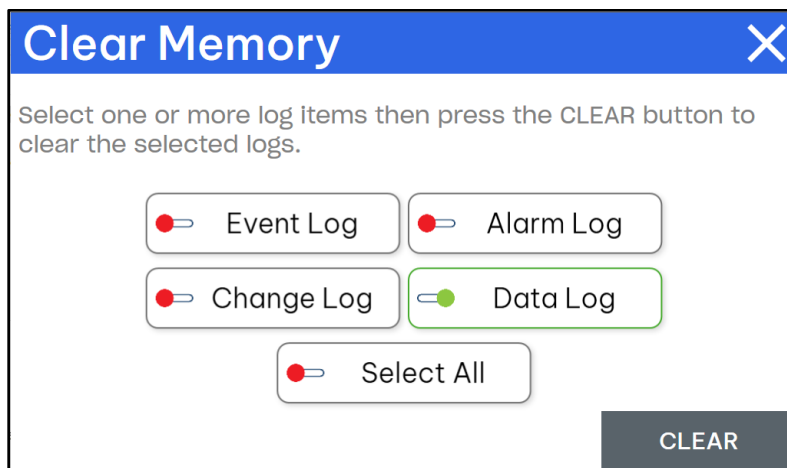 Clear Memory
Select one or more log items then press the CLEAR button to
clear the selected logs.
Event Log
Alarm Log
Change Log
Data Log
Select All
CLEAR